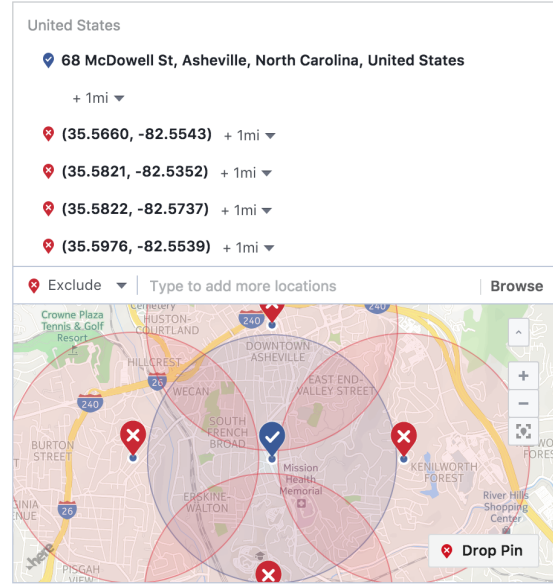 United States
68 McDowell St, Asheville, North Carolina, United States
+ 1mi
(35.5660, -82.5543) + 1mi
(35.5821, -82.5352) + 1mi
(35.5822, -82.5737) + 1mi
(35.5976, -82.5539) + 1mi
Exclude Type to add more locations Browse
Cemetery
Crowne Plaza
Tennis & Golf
Resort
HUSTON-
COURTLAND
240
240
DOWNTOWN
ASHEVILLE
HILLCREST
26
WECAN
EAST END-
VALLEY STREET
240
SOUTH
FRENCH
BROAD
BURTON
STREET
Mission
Health
Memorial
KENILWORTH
FOREST
ERSKINE-
WALTON
26
River Hills
Shopping
Center
here
PISGAH
VIEW
Drop Pin